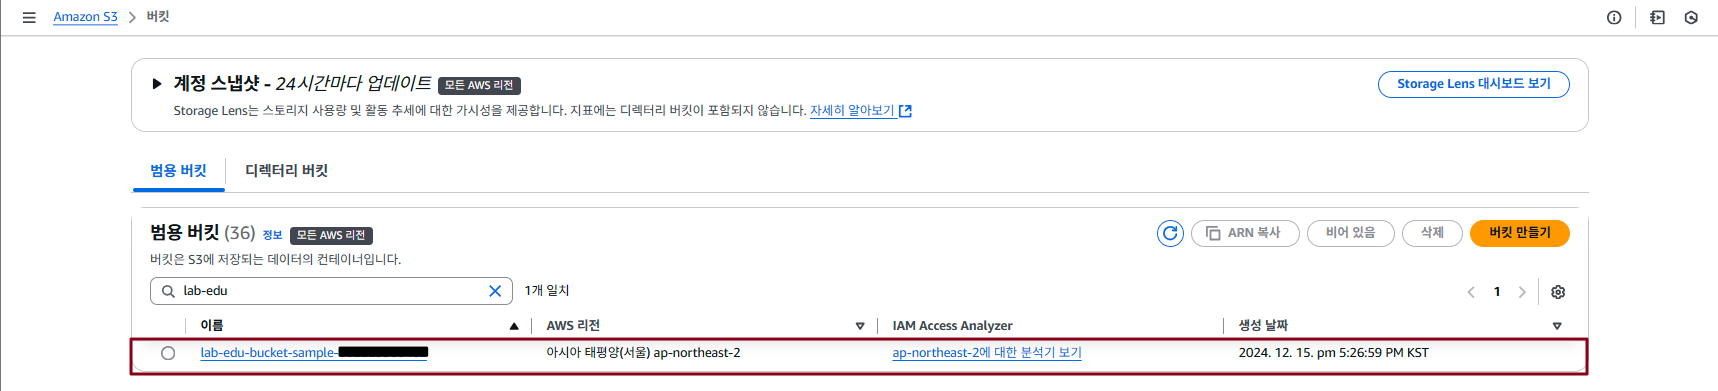 Amazon S3 > 버킷
계정 스냅샷 - 24시간마다 업데이트 모든 AWS 리전
Storage Lens 대시보드 보기
Storage Lens는 스토리지 사용량 및 활동 추세에 대한 가시성을 제공합니다. 지표에는 디렉터리 버킷이 포함되지 않습니다. 자세히 알아보기
범용 버킷 디렉터리 버킷
범용 버킷 (36) 정보 모든 AWS 리전
ARN 복사 비어 있음 삭제 버킷 만들기
버킷은 S3에 저장되는 데이터의 컨테이너입니다.
lab-edu 1개 일치 1
이름 AWS 리전 IAM Access Analyzer 생성 날짜
lab-edu-bucket-sample- 아시아 태평양(서울) ap-northeast-2 ap-northeast-2에 대한 분석기 보기 2024. 12. 15. pm 5:26:59 PM KST